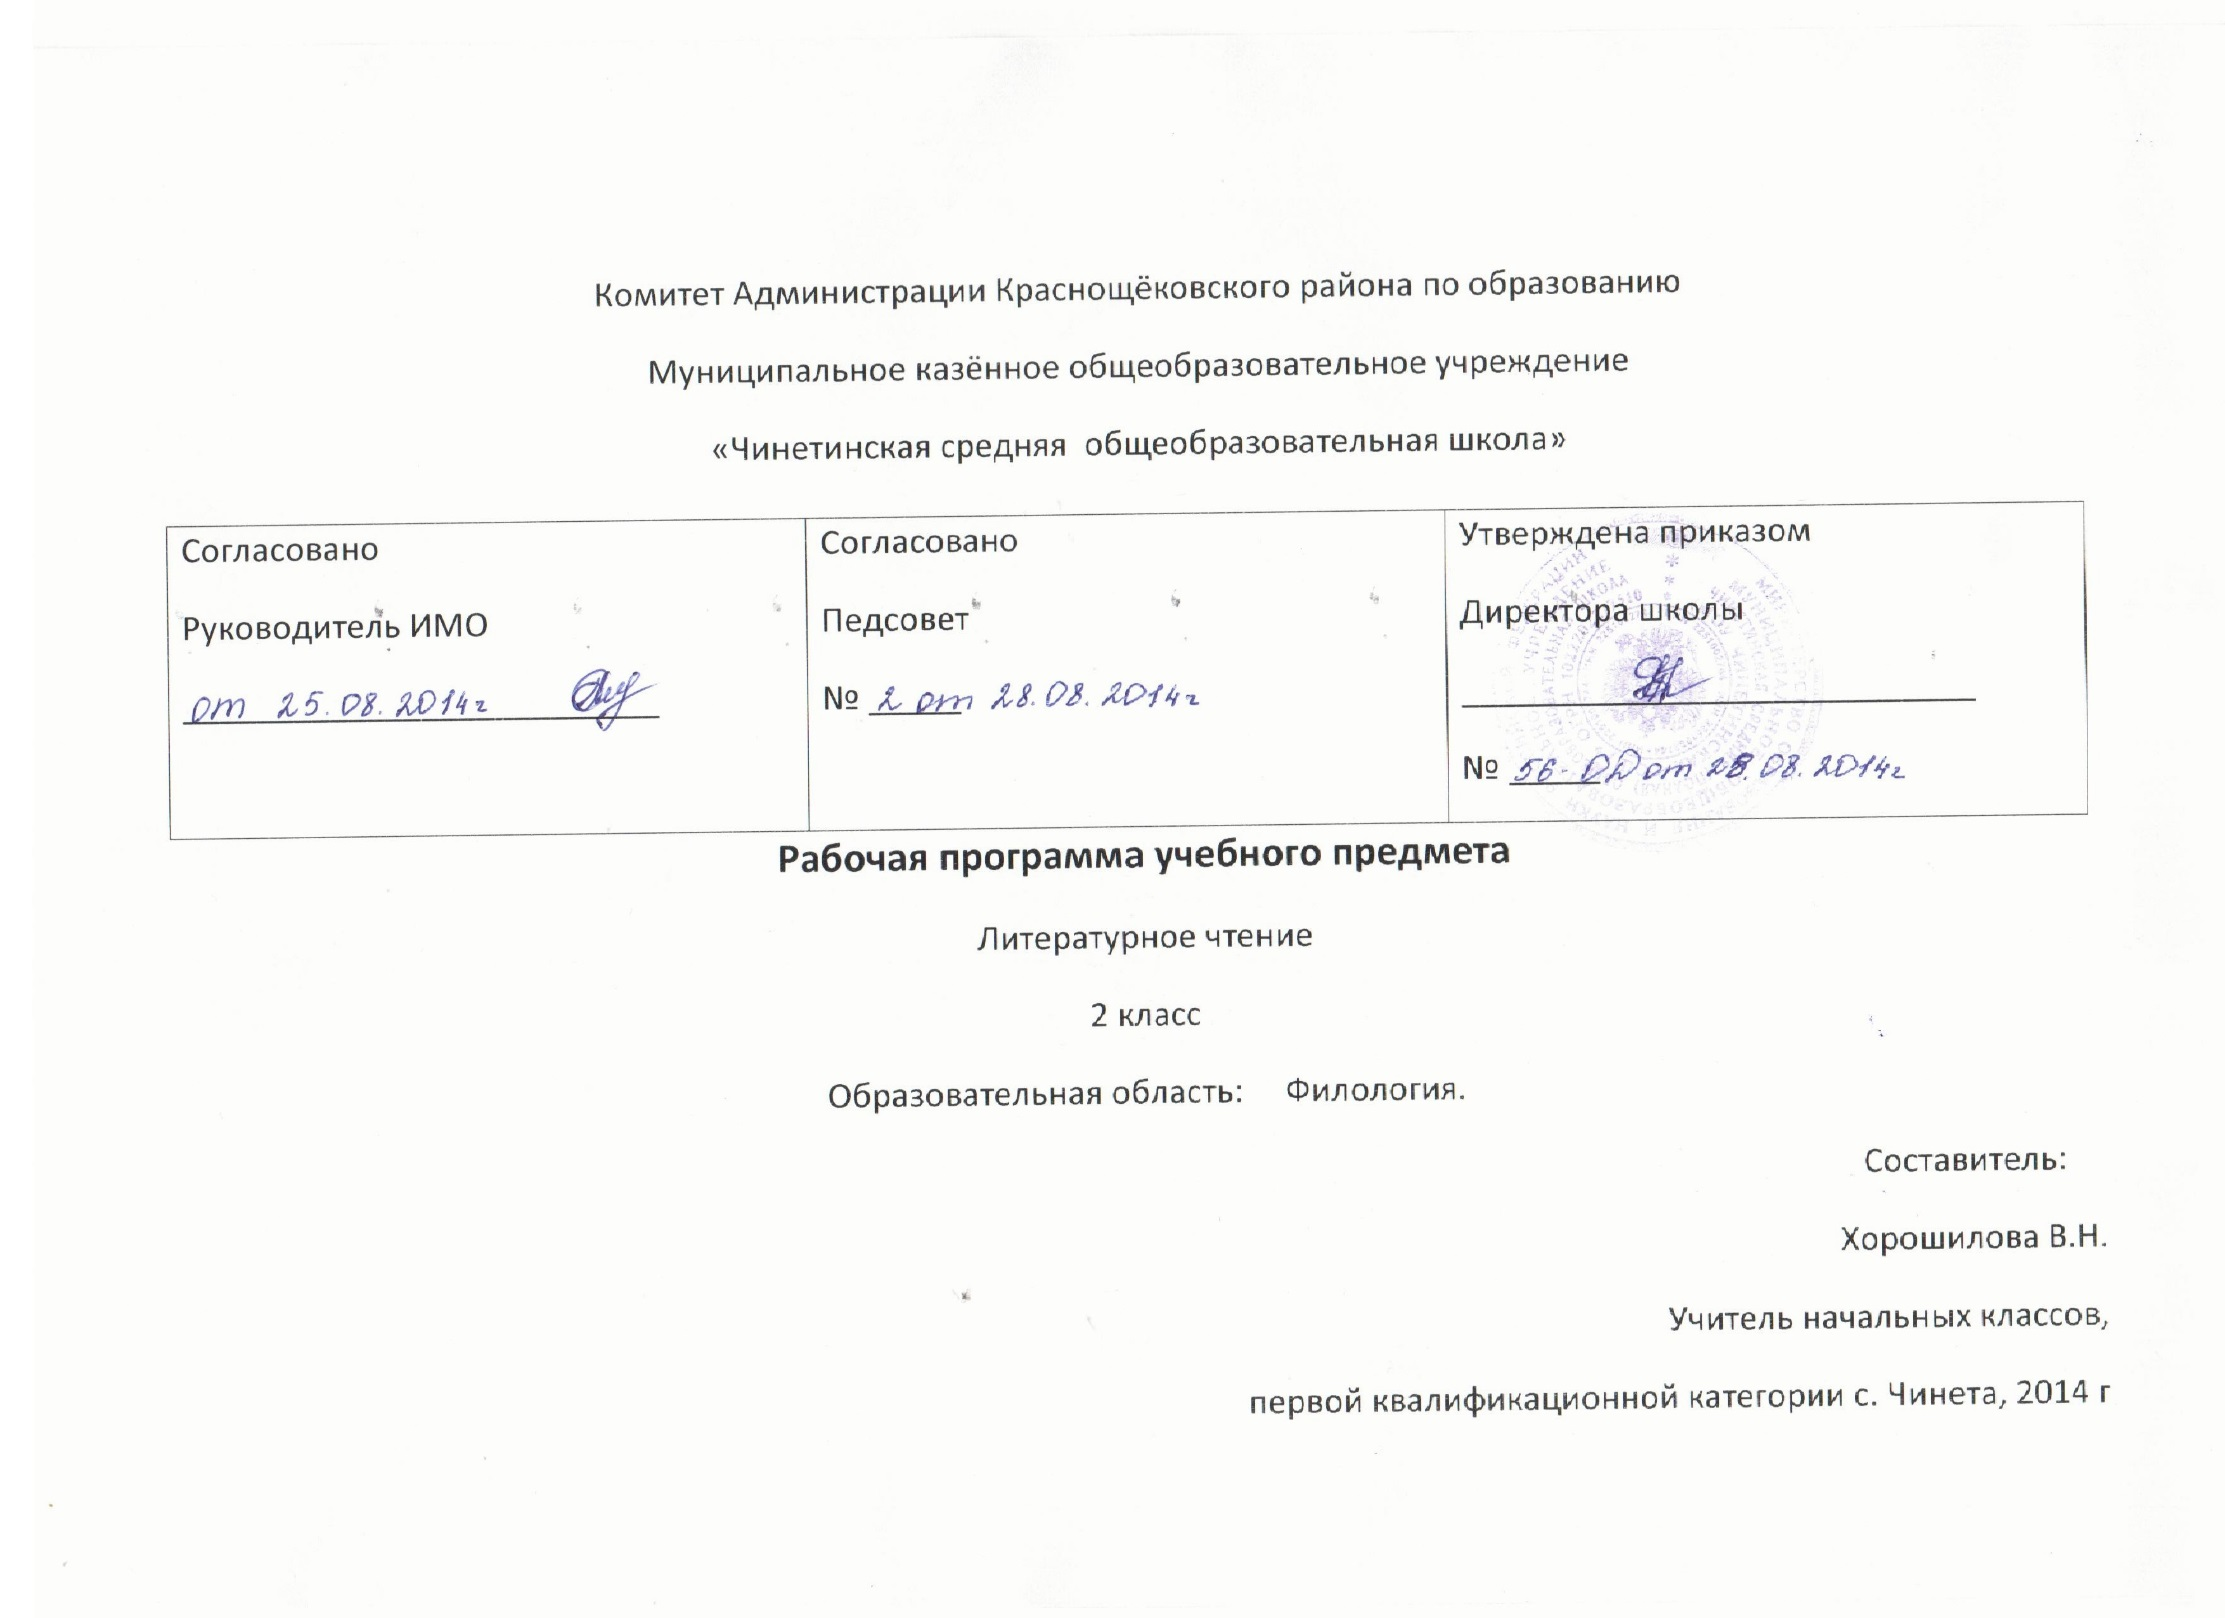 Комитет Администрации Краснощёковского района по образованию
Муниципальное казённое общеобразовательное учреждение
«Чинетинская средняя общеобразовательная школа»
Согласовано
Руководитель ИМО
от 25.08.2014г
Согласовано
Педсовет
№ 2 от 28.08.2014г
Утверждена приказом
Директора школы
№ 56-ОД от 28.08.2014г
Рабочая программа учебного предмета
Литературное чтение
2 класс
Образовательная область: Филология.
Составитель:
Хорошилова В.Н.
Учитель начальных классов,
первой квалификационной категории с. Чинета, 2014 г